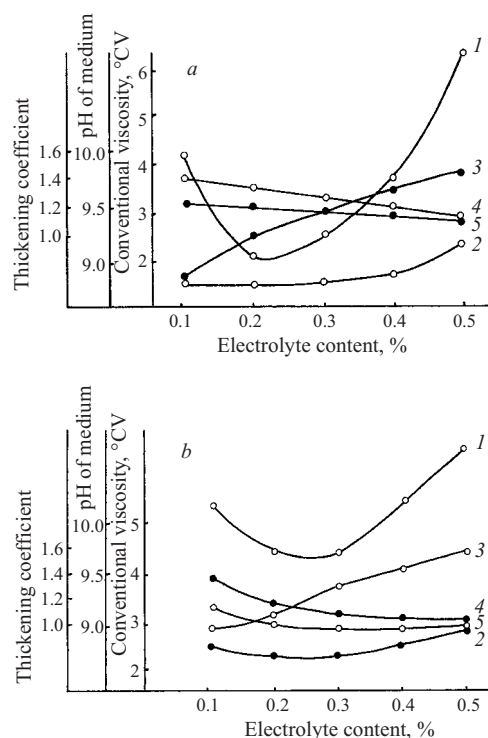 Thickening coefficient
pH of medium
Conventional viscosity, °CV
a
1.6
1.4
1.2
1.0
10.0
9.5
9.0
6
5
4
3
2
1
3
4
5
2
0.1 0.2 0.3 0.4 0.5
Electrolyte content, %
Thickening coefficient
pH of medium
Conventional viscosity, °CV
b
1.6
1.2
1.0
10.0
9.5
9.0
5
4
3
2
1
3
4
5
2
0.1 0.2 0.3 0.4 0.5
Electrolyte content, %